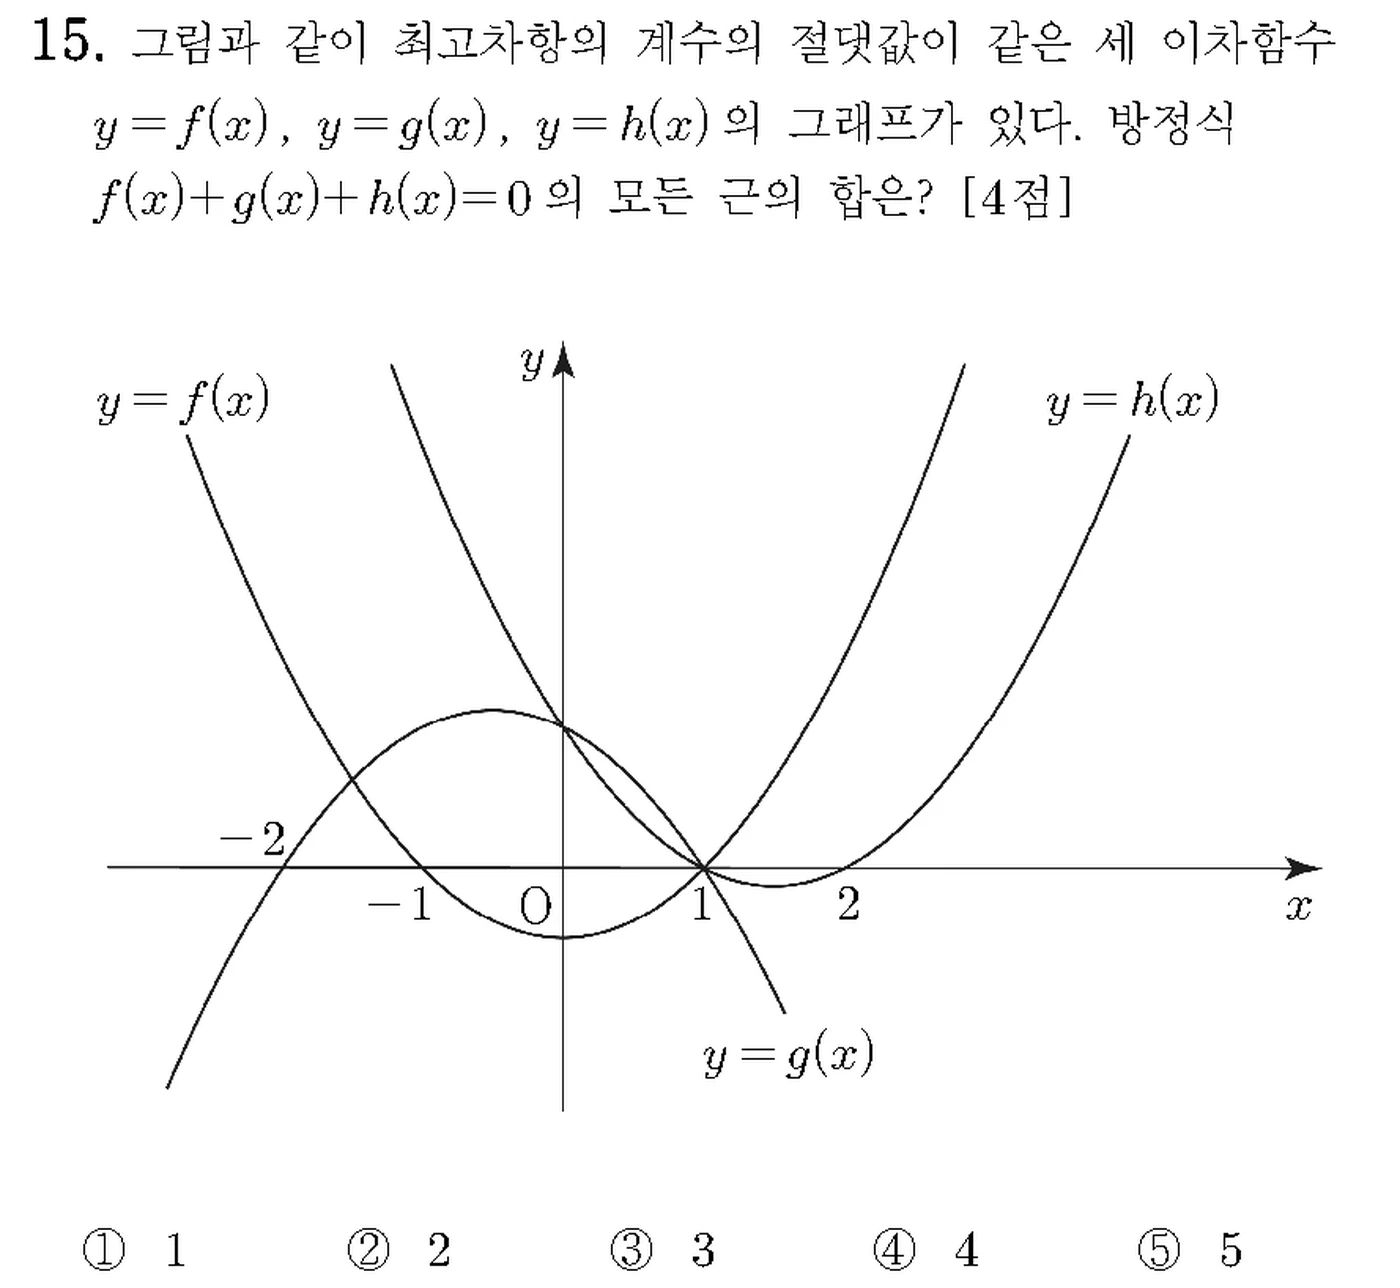 15. 그림과 같이 최고차항의 계수의 절댓값이 같은 세 이차함수
y=f(x), y=g(x), y=h(x)의 그래프가 있다. 방정식
f(x)+g(x)+h(x)=0의 모든 근의 합은? [4점]
y
y=f(x)
y=h(x)
-2
-1
O
1
2
x
y=g(x)
① 1 ② 2 ③ 3 ④ 4 ⑤ 5